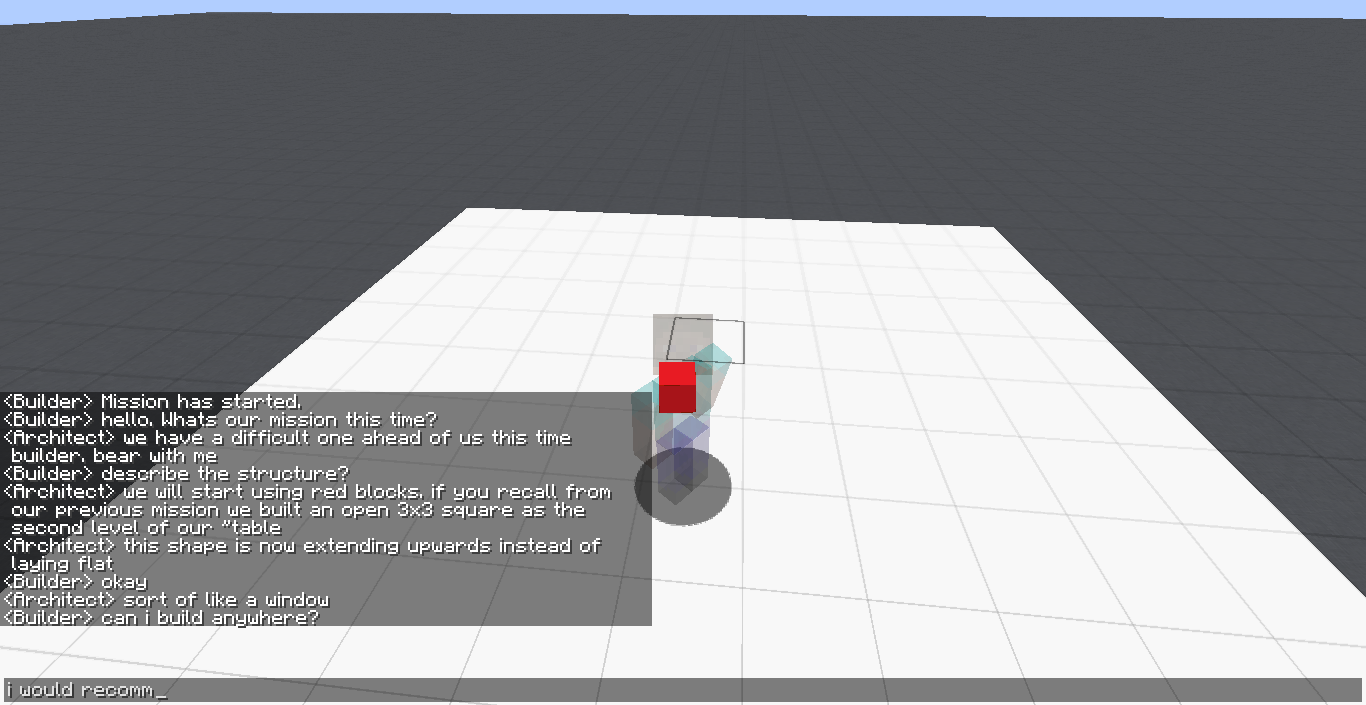 <Builder> Mission has started.
<Builder> hello. Whats our mission this time?
<Architect> we have a difficult one ahead of us this time
builder. bear with me
<Builder> describe the structure?
<Architect> we will start using red blocks. if you recall from
our previous mission we built an open 3x3 square as the
second level of our "table
<Architect> this shape is now extending upwards instead of
laying flat
<Builder> okay
<Architect> sort of like a window
<Builder> can i build anywhere?
i would recomm_